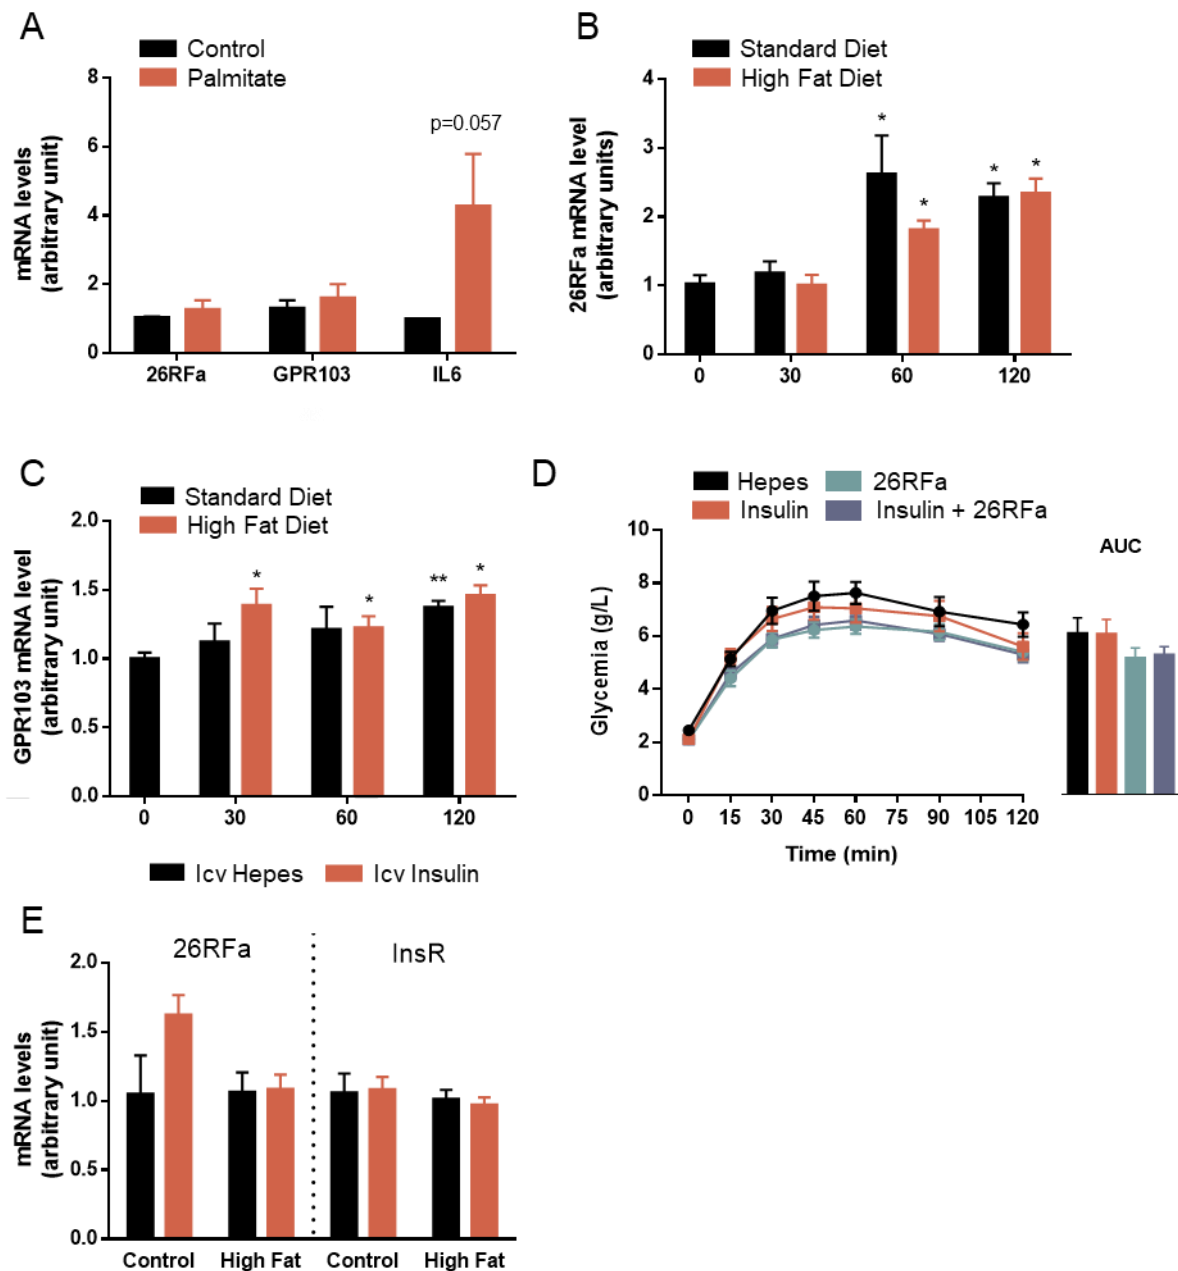 A
Control
Palmitate
mRNA levels
(arbitrary unit)
8
6
4
2
0
p=0.057
26RFa GPR103 IL6
B
Standard Diet
High Fat Diet
26RFa mRNA level
(arbitrary units)
4
3
2
1
0
* * * *
0 30 60 120
C
Standard Diet
High Fat Diet
GPR103 mRNA level
(arbitrary unit)
2.0
1.5
1.0
0.5
0.0
* * ** *
0 30 60 120
D
Hepes 26RFa
Insulin Insulin + 26RFa
Glycemia (g/L)
10
8
6
4
2
0
0 15 30 45 60 75 90 105 120
Time (min)
AUC
Icv Hepes Icv Insulin
E
26RFa InsR
mRNA levels
(arbitrary unit)
2.0
1.5
1.0
0.5
0.0
Control High Fat Control High Fat